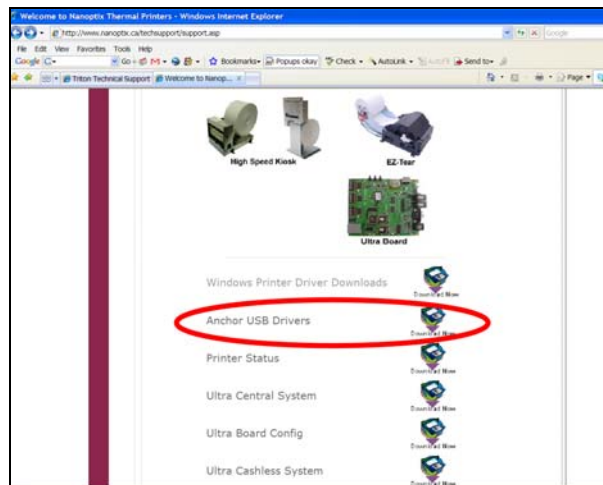 Welcome to Nanoptix Thermal Printers - Windows Internet Explorer
http://www.nanoptix.ca/techsupport/support.asp
Google
File Edit View Favorites Tools Help
Google G Go Bookmarks Popups okay Check AutoLink AutoFill Send to
Triton Technical Support Welcome to Nanop... Page
High Speed Kiosk
EZ-Tear
Ultra Board
Windows Printer Driver Downloads Download Now
Anchor USB Drivers Download Now
Printer Status Download Now
Ultra Central System Download Now
Ultra Board Config Download Now
Ultra Cashless System